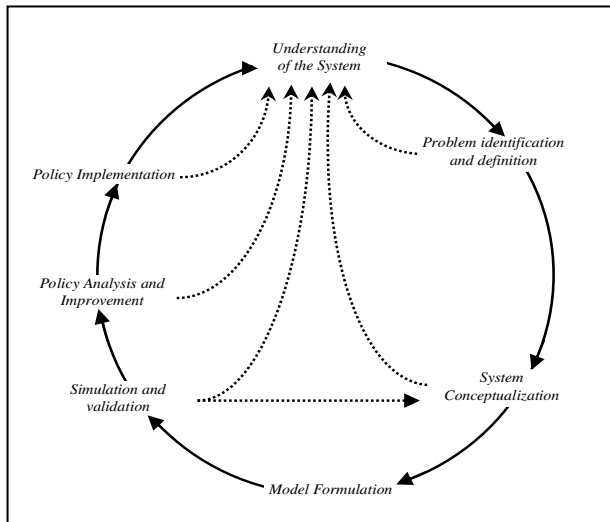 Understanding
of the System
Problem identification
and definition
Policy Implementation
Policy Analysis and
Improvement
Simulation and
validation
System
Conceptualization
Model Formulation